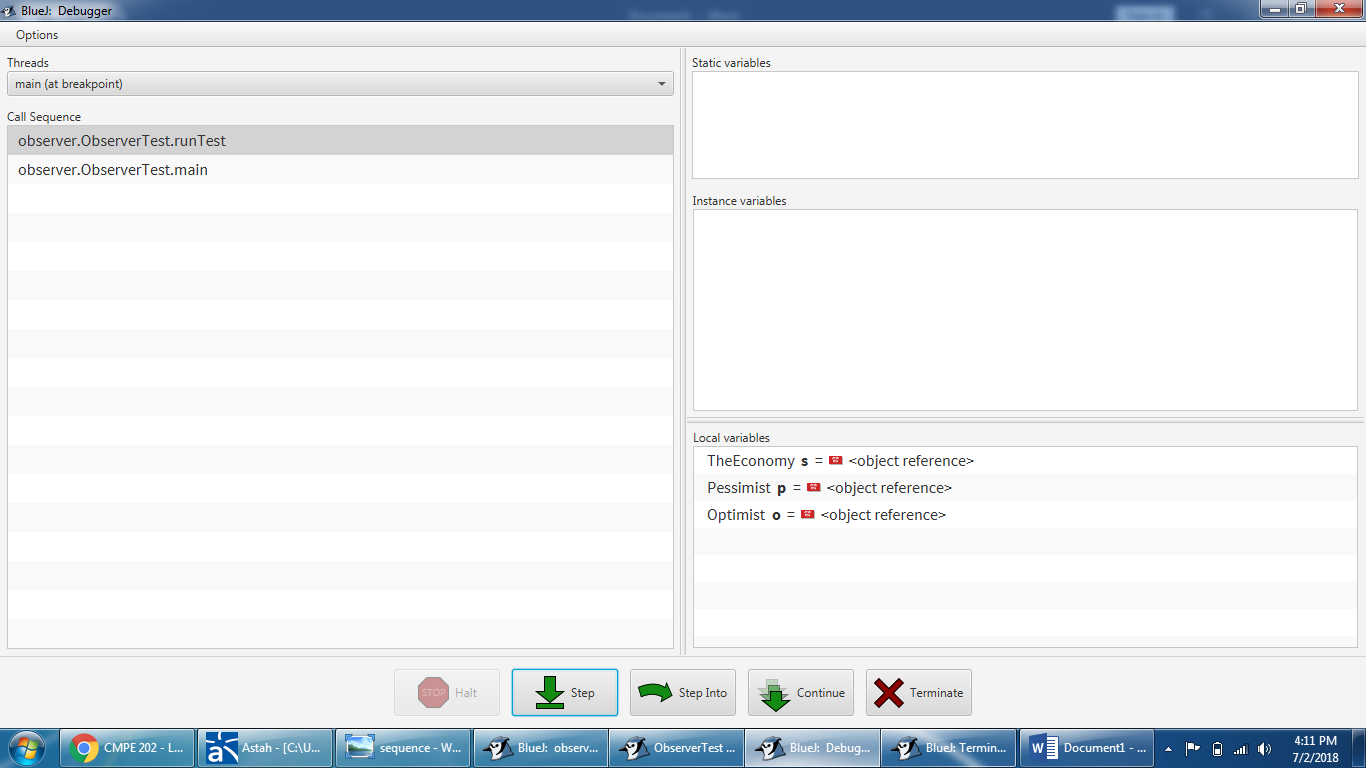 BlueJ: Debugger
Options
Threads
main (at breakpoint)
Call Sequence
observer.ObserverTest.runTest
observer.ObserverTest.main
Static variables
Instance variables
Local variables
TheEconomy s = <object reference>
Pessimist p = <object reference>
Optimist o = <object reference>
STOP Halt
Step
Step Into
Continue
Terminate
CMPE 202 - L...
Astah - [C:\U...
sequence - W...
BlueJ: observ...
ObserverTest ...
BlueJ: Debug...
BlueJ: Termin...
Document1 - ...
4:11 PM
7/2/2018